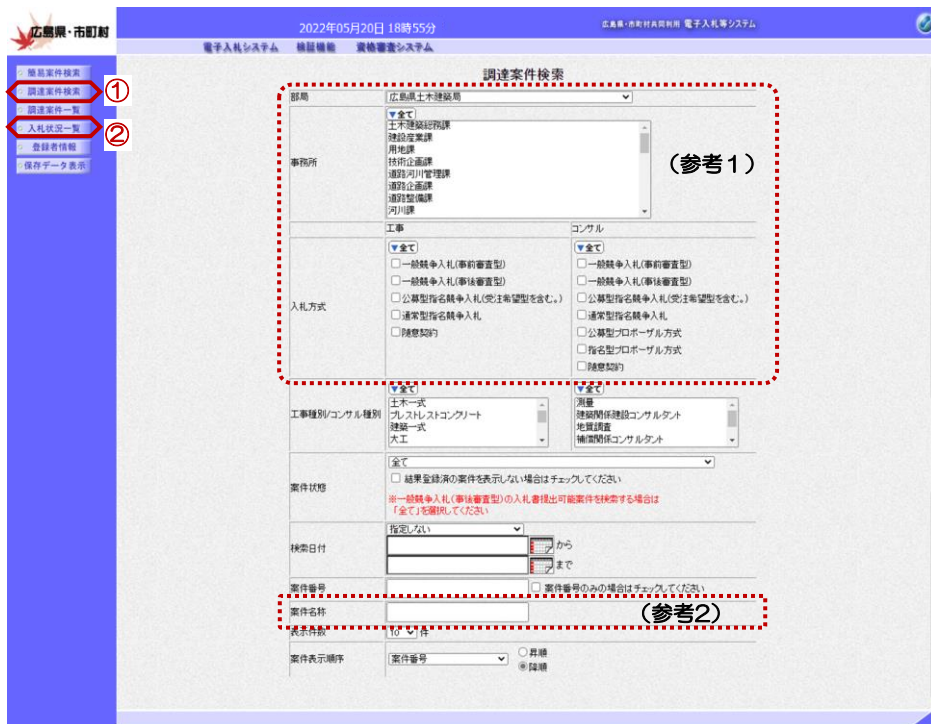 広島県・市町村
2022年05月20日 18時55分
広島県・市町村共同利用 電子入札等システム
電子入札システム 検証機能 資格審査システム
簡易案件検索
調達案件検索
①
調達案件一覧
入札状況一覧
②
登録者情報
保存データ表示
調達案件検索
部局
広島県土木建築局
事務所
▼全て
土木建築総務課
建設産業課
用地課
技術企画課
道路河川管理課
道路企画課
道路整備課
河川課
(参考1)
工事 コンサル
入札方式
▼全て ▼全て
一般競争入札(事前審査型) 一般競争入札(事前審査型)
一般競争入札(事後審査型) 一般競争入札(事後審査型)
公募型指名競争入札(受注希望型を含む。) 公募型指名競争入札(受注希望型を含む。)
通常型指名競争入札 通常型指名競争入札
随意契約 公募型プロポーザル方式
指名型プロポーザル方式
随意契約
工事種別/コンサル種別
▼全て ▼全て
土木一式 測量
プレストレストコンクリート 建築関係建設コンサルタント
建築一式 地質調査
大工 補償関係コンサルタント
案件状態
全て
結果登録済の案件を表示しない場合はチェックしてください
※一般競争入札(事後審査型)の入札書提出可能案件を検索する場合は
「全て」を選択してください
検索日付
指定しない
から
まで
案件番号
案件番号のみの場合はチェックしてください
案件名称
(参考2)
表示件数
10 件
案件表示順序
案件番号
昇順
降順